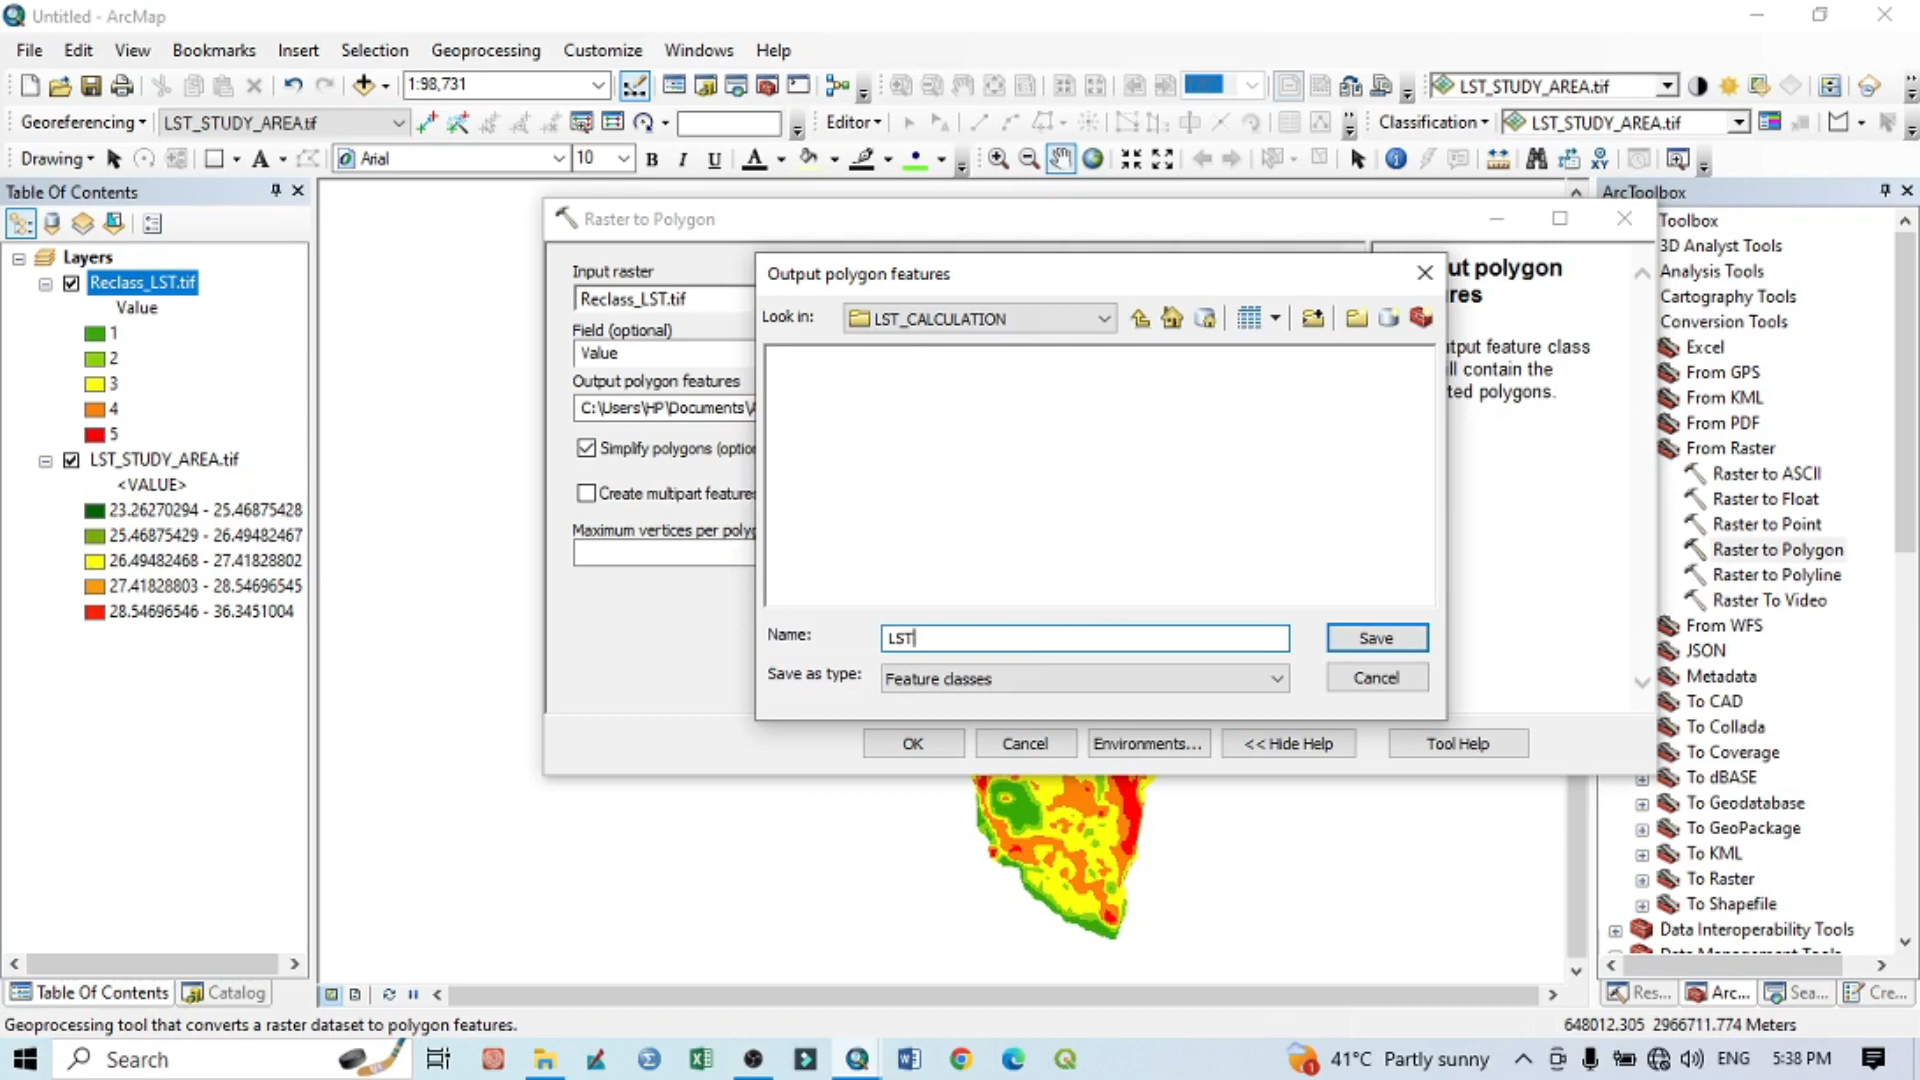 Untitled - ArcMap
File Edit View Bookmarks Insert Selection Geoprocessing Customize Windows Help
1:98,731
LST_STUDY_AREA.tif
Georeferencing LST_STUDY_AREA.tif
Editor
Classification LST_STUDY_AREA.tif
Drawing Arial 10 B I U A
Table Of Contents
Layers
Reclass_LST.tif
Value
1
2
3
4
5
LST_STUDY_AREA.tif
<VALUE>
23.26270294 - 25.46875428
25.46875429 - 26.49482467
26.49482468 - 27.41828802
27.41828803 - 28.54696545
28.54696546 - 36.3451004
Table Of Contents Catalog
Raster to Polygon
Input raster
Reclass_LST.tif
Field (optional)
Value
Output polygon features
C:\Users\HP\Documents\
Simplify polygons (optio
Create multipart feature
Maximum vertices per poly
OK Cancel Environments... << Hide Help Tool Help
Output polygon features
Look in: LST_CALCULATION
Name: LST
Save
Save as type: Feature classes
Cancel
ut polygon
res
tput feature class
ll contain the
ted polygons.
ArcToolbox
Toolbox
3D Analyst Tools
Analysis Tools
Cartography Tools
Conversion Tools
Excel
From GPS
From KML
From PDF
From Raster
Raster to ASCII
Raster to Float
Raster to Point
Raster to Polygon
Raster to Polyline
Raster To Video
From WFS
JSON
Metadata
To CAD
To Collada
To Coverage
To dBASE
To Geodatabase
To GeoPackage
To KML
To Raster
To Shapefile
Data Interoperability Tools
Res... Arc... Sea... Cre...
Geoprocessing tool that converts a raster dataset to polygon features.
648012.305 2966711.774 Meters
Search
41°C Partly sunny
ENG
5:38 PM